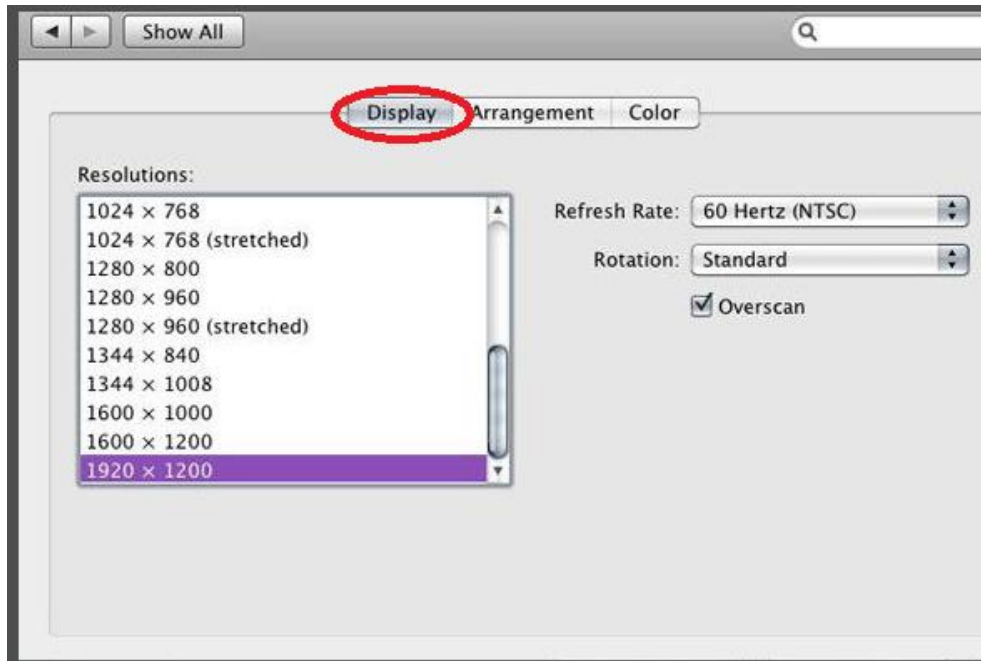 Show All
Display Arrangement Color
Resolutions:
1024 × 768
1024 × 768 (stretched)
1280 × 800
1280 × 960
1280 × 960 (stretched)
1344 × 840
1344 × 1008
1600 × 1000
1600 × 1200
1920 × 1200
Refresh Rate: 60 Hertz (NTSC)
Rotation: Standard
Overscan